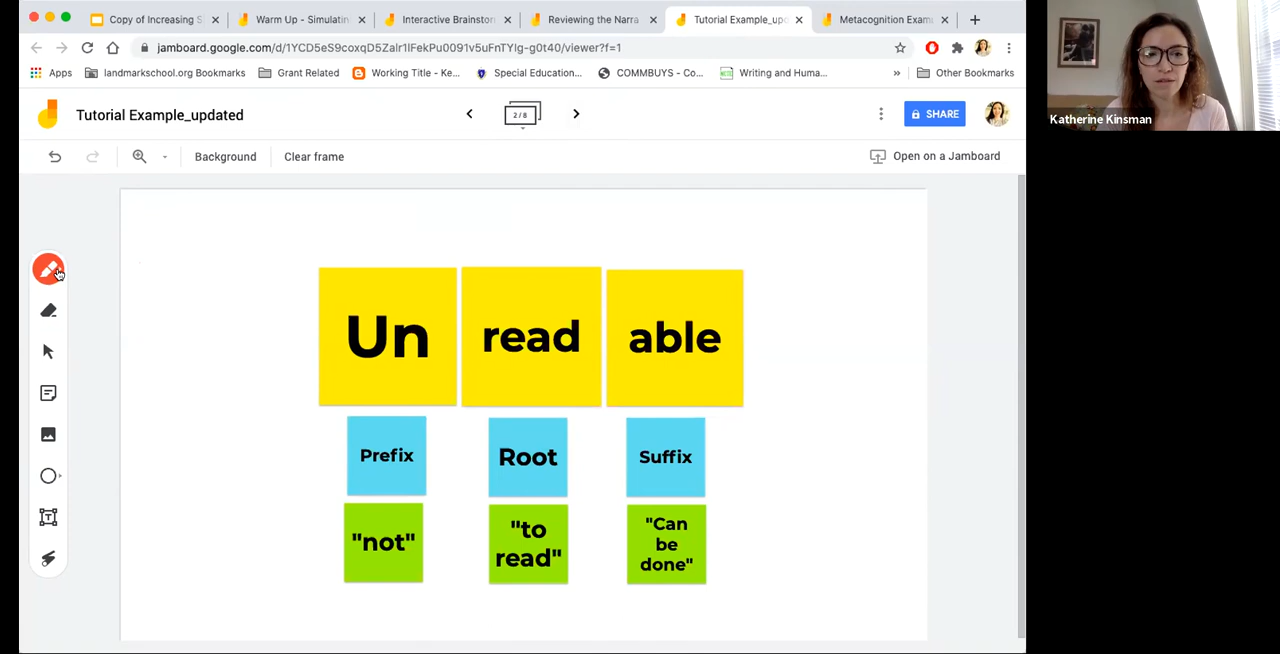 Copy of Increasing S
Warm Up - Simulatin
Interactive Brainstor
Reviewing the Narra
Tutorial Example_upd
Metacognition Exam
jamboard.google.com/d/1YCD5eS9coxqD5Zalr1lFekPu0091v5uFnTYlg-g0t40/viewer?f=1
Apps
landmarkschool.org Bookmarks
Grant Related
Working Title - Ke...
Special Education...
COMMBUYS - Co...
Writing and Huma...
»
Other Bookmarks
Tutorial Example_updated
2/8
SHARE
Background
Clear frame
Open on a Jamboard
Un
read
able
Prefix
Root
Suffix
"not"
"to
read"
"Can
be
done"
Katherine Kinsman